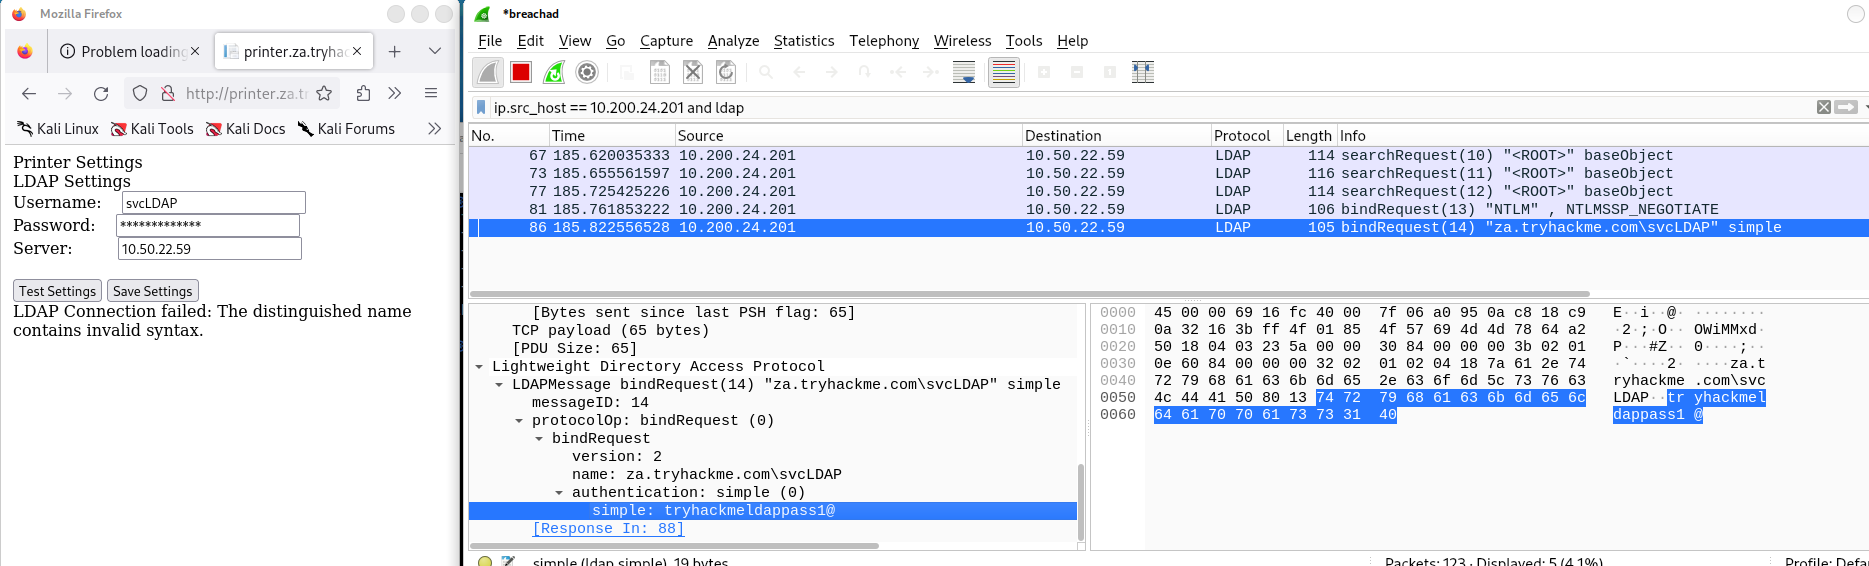 Mozilla Firefox
Problem loading
printer.za.tryhac
http://printer.za.t
Kali Linux Kali Tools Kali Docs Kali Forums
Printer Settings
LDAP Settings
Username: svcLDAP
Password: *************
Server: 10.50.22.59
Test Settings Save Settings
LDAP Connection failed: The distinguished name
contains invalid syntax.
*breachad
File Edit View Go Capture Analyze Statistics Telephony Wireless Tools Help
ip.src_host == 10.200.24.201 and ldap
No. Time Source Destination Protocol Length Info
67 185.620035333 10.200.24.201 10.50.22.59 LDAP 114 searchRequest(10) "<ROOT>" baseObject
73 185.655561597 10.200.24.201 10.50.22.59 LDAP 116 searchRequest(11) "<ROOT>" baseObject
77 185.725425226 10.200.24.201 10.50.22.59 LDAP 114 searchRequest(12) "<ROOT>" baseObject
81 185.761853222 10.200.24.201 10.50.22.59 LDAP 106 bindRequest(13) "NTLM" , NTLMSSP_NEGOTIATE
86 185.822556528 10.200.24.201 10.50.22.59 LDAP 105 bindRequest(14) "za.tryhackme.com\svcLDAP" simple
[Bytes sent since last PSH flag: 65]
TCP payload (65 bytes)
[PDU Size: 65]
Lightweight Directory Access Protocol
LDAPMessage bindRequest(14) "za.tryhackme.com\svcLDAP" simple
messageID: 14
protocolOp: bindRequest (0)
bindRequest
version: 2
name: za.tryhackme.com\svcLDAP
authentication: simple (0)
simple: tryhackmeldappass1@
[Response In: 88]
0000 45 00 00 69 16 fc 40 00 7f 06 a0 95 0a c8 18 c9 E··i··@· ········
0010 0a 32 16 3b ff 4f 01 85 4f 57 69 4d 4d 78 64 a2 ·2·;·O·· OWiMMxd·
0020 50 18 04 03 23 5a 00 00 30 84 00 00 00 3b 02 01 P···#Z·· 0····;··
0030 0e 60 84 00 00 00 32 02 01 02 04 18 7a 61 2e 74 ·`····2· ····za.t
0040 72 79 68 61 63 6b 6d 65 2e 63 6f 6d 5c 73 76 63 ryhackme .com\svc
0050 4c 44 41 50 80 13 74 72 79 68 61 63 6b 6d 65 6c LDAP··tr yhackmel
0060 64 61 70 70 61 73 73 31 40 dappass1 @
simple (ldap.simple), 19 bytes
Packets: 123 · Displayed: 5 (4.1%)
Profile: Defa